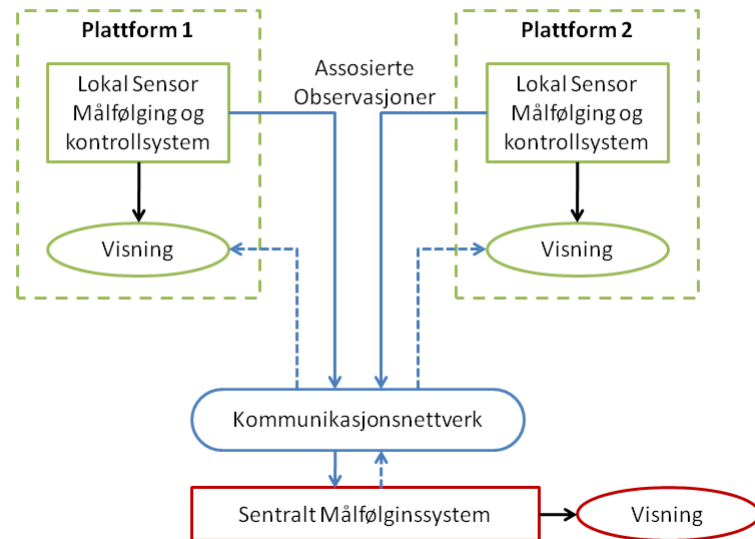 Plattform 1
Lokal Sensor
Målfølging og
kontrollsystem
Visning
Assosierte
Observasjoner
Plattform 2
Lokal Sensor
Målfølging og
kontrollsystem
Visning
Kommunikasjonsnettverk
Sentralt Målfølginssystem
Visning